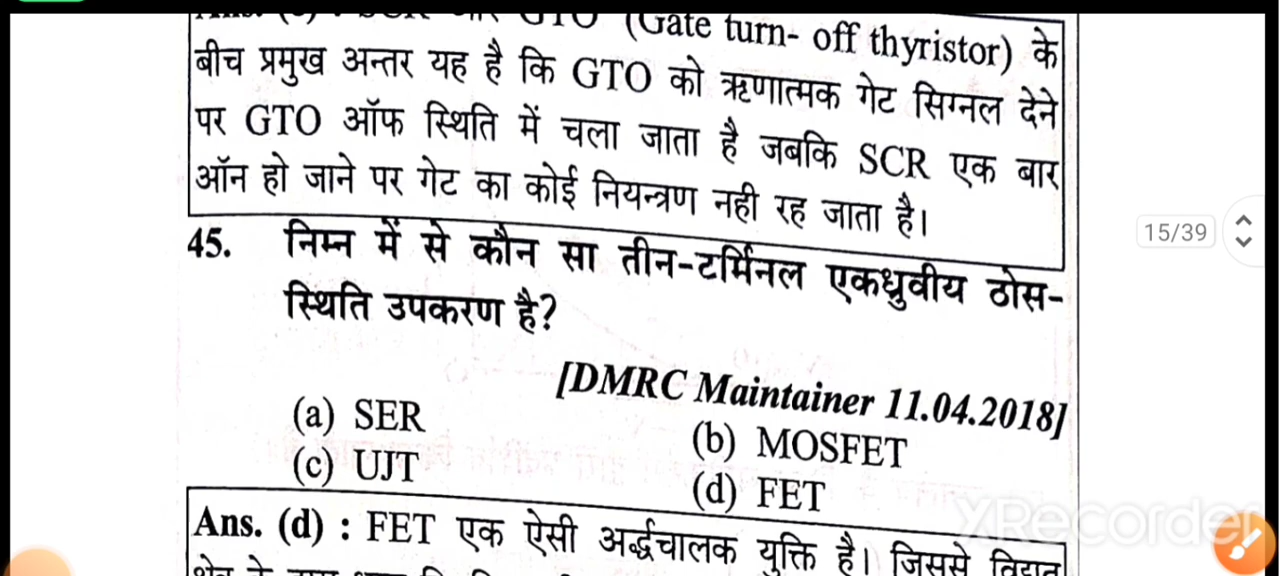 GTO (Gate turn- off thyristor) के
बीच प्रमुख अन्तर यह है कि GTO को ऋणात्मक गेट सिग्नल देने
पर GTO ऑफ स्थिति में चला जाता है जबकि SCR एक बार
ऑन हो जाने पर गेट का कोई नियन्त्रण नही रह जाता है।
15/39
45. निम्न में से कौन सा तीन-टर्मिनल एकध्रुवीय ठोस-
स्थिति उपकरण है?
[DMRC Maintainer 11.04.2018]
(a) SER
(b) MOSFET
(c) UJT
(d) FET
XRecorder
Ans. (d) : FET एक ऐसी अर्द्धचालक युक्ति है। जिससे विद्युत